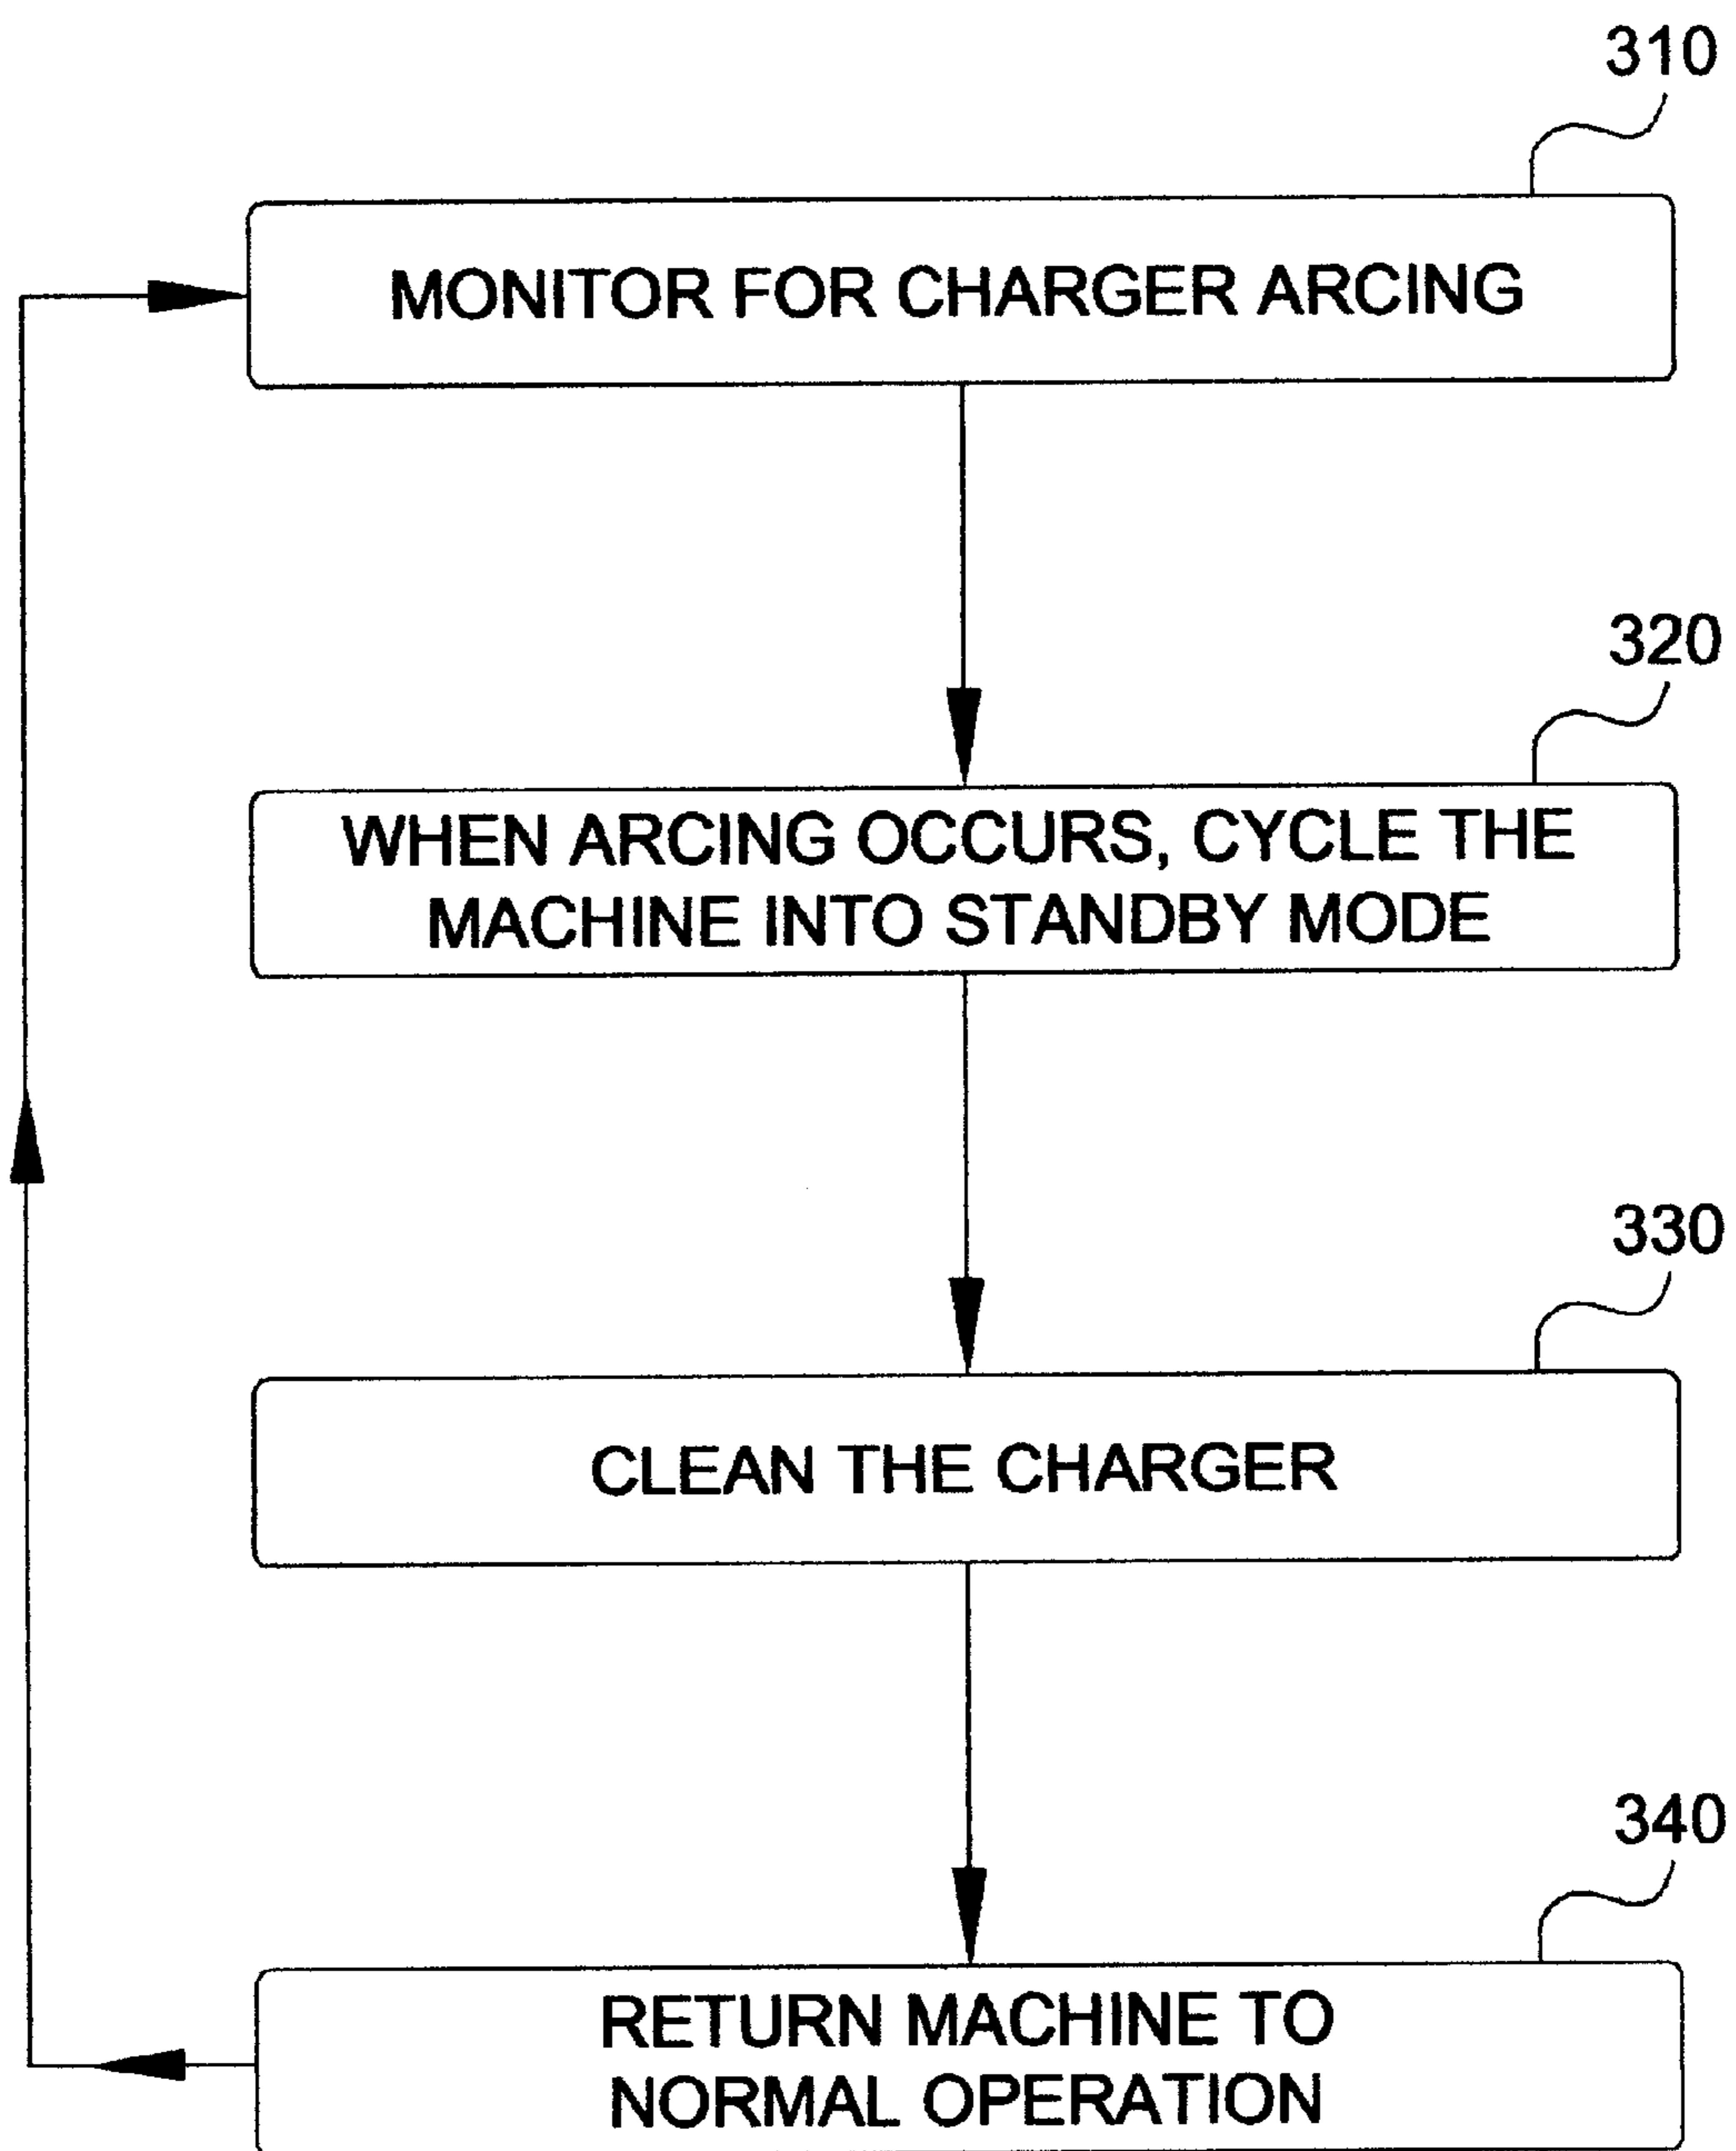 310
MONITOR FOR CHARGER ARCING
320
WHEN ARCING OCCURS, CYCLE THE
MACHINE INTO STANDBY MODE
330
CLEAN THE CHARGER
340
RETURN MACHINE TO
NORMAL OPERATION